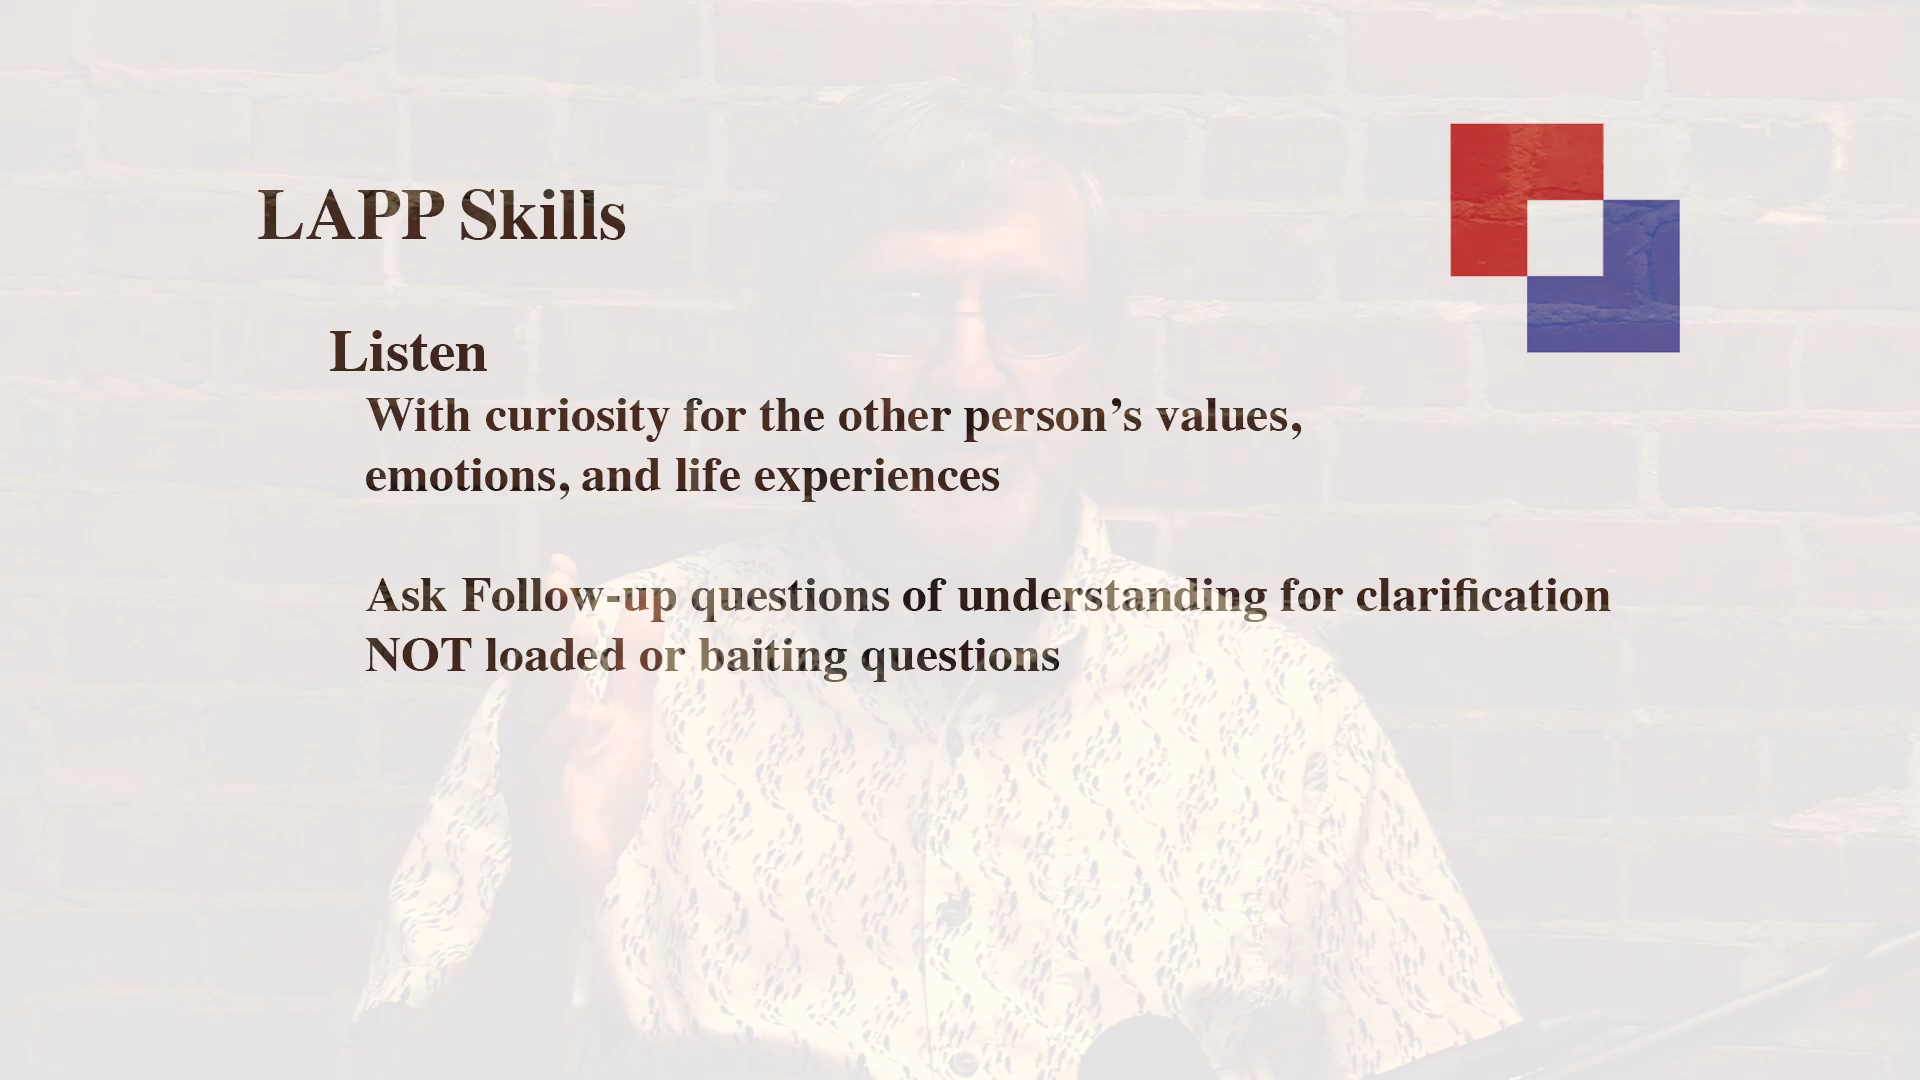 LAPP Skills
Listen
With curiosity for the other person’s values,
emotions, and life experiences
Ask Follow-up questions of understanding for clarification
NOT loaded or baiting questions